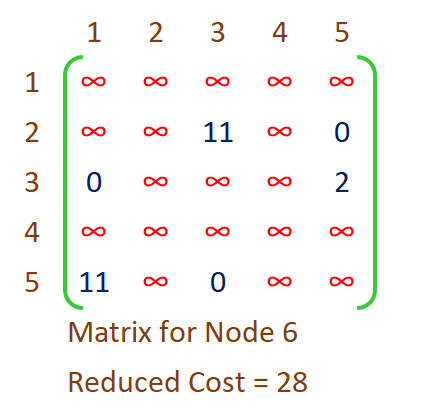 1 2 3 4 5
1 ∞ ∞ ∞ ∞ ∞
2 ∞ ∞ 11 ∞ 0
3 0 ∞ ∞ ∞ 2
4 ∞ ∞ ∞ ∞ ∞
5 11 ∞ 0 ∞ ∞
Matrix for Node 6
Reduced Cost = 28